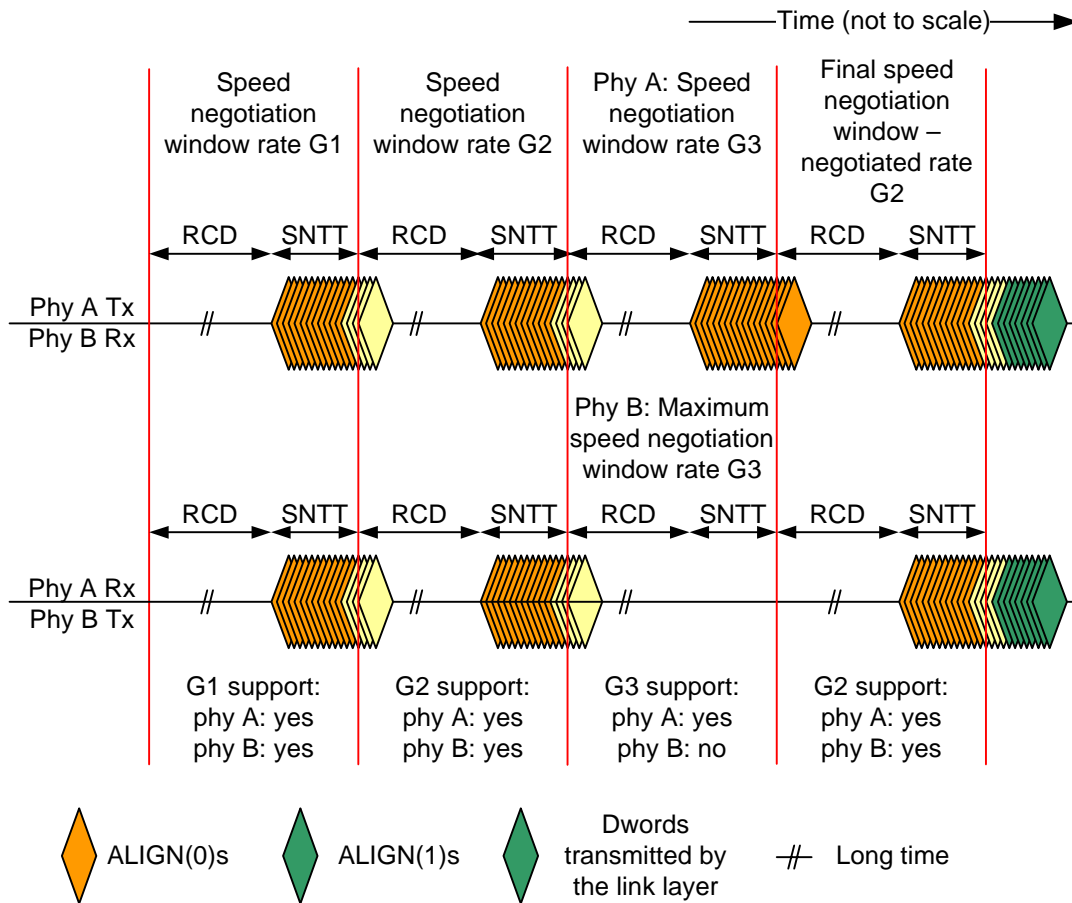 Time (not to scale)
Speed
negotiation
window rate G1
Speed
negotiation
window rate G2
Phy A: Speed
negotiation
window rate G3
Final speed
negotiation
window –
negotiated rate
G2
RCD
SNTT
RCD
SNTT
RCD
SNTT
RCD
SNTT
Phy A Tx
Phy B Rx
Phy B: Maximum
speed negotiation
window rate G3
RCD
SNTT
RCD
SNTT
RCD
SNTT
RCD
SNTT
Phy A Rx
Phy B Tx
G1 support:
phy A: yes
phy B: yes
G2 support:
phy A: yes
phy B: yes
G3 support:
phy A: yes
phy B: no
G2 support:
phy A: yes
phy B: yes
ALIGN(0)s
ALIGN(1)s
Dwords
transmitted by
the link layer
Long time